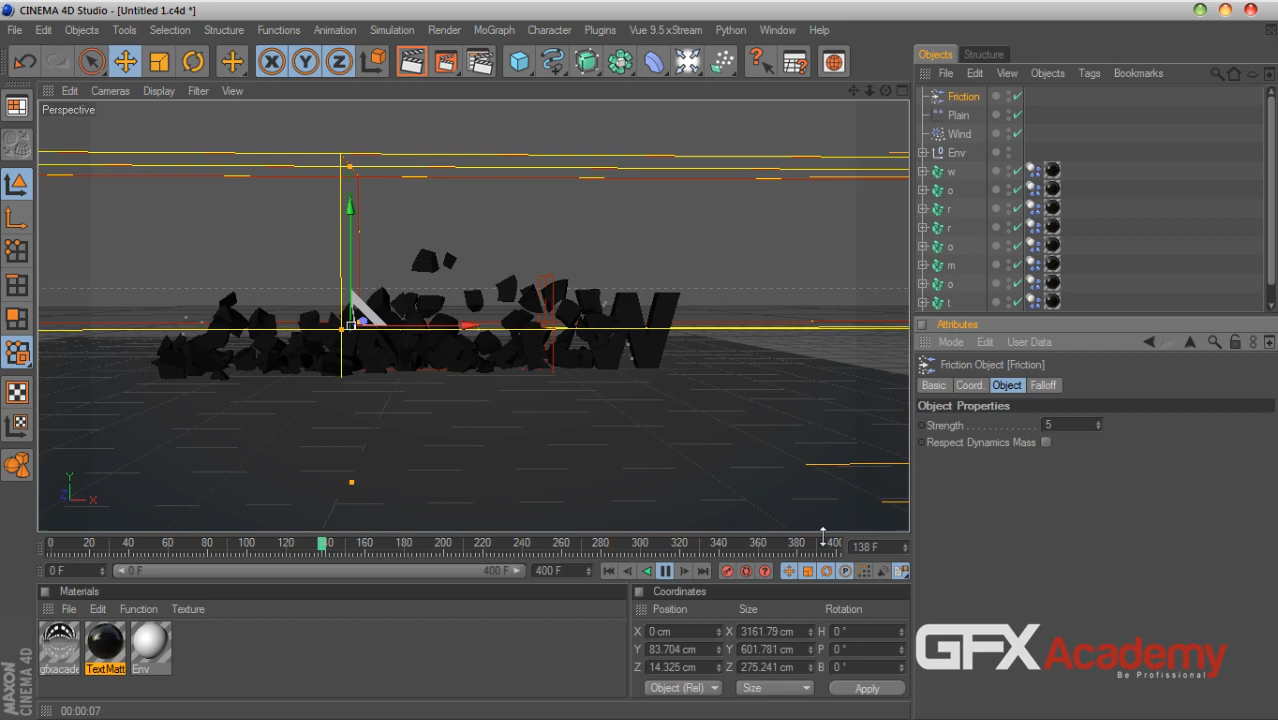 CINEMA 4D Studio - [Untitled 1.c4d *]
File Edit Objects Tools Selection Structure Functions Animation Simulation Render MoGraph Character Plugins Vue 9.5 xStream Python Window Help
Edit Cameras Display Filter View
Perspective
Objects Structure
File Edit View Objects Tags Bookmarks
Friction
Plain
Wind
Env
w
o
r
r
o
m
o
t
Attributes
Mode Edit User Data
Friction Object [Friction]
Basic Coord. Object Falloff
Object Properties
Strength 5
Respect Dynamics Mass
Y
Z X
0 20 40 60 80 100 120 160 180 200 220 240 260 280 300 320 340 360 380 400
138 F
0 F 0 F 400 F 400 F
Materials
File Edit Function Texture
gfxacade TextMatt Env
Coordinates
Position Size Rotation
X 0 cm X 3161.79 cm H 0 °
Y 83.704 cm Y 601.781 cm P 0 °
Z 14.325 cm Z 275.241 cm B 0 °
Object (Rel) Size Apply
GFXAcademy
Be Profissional
MAXON
CINEMA 4D
00:00:07